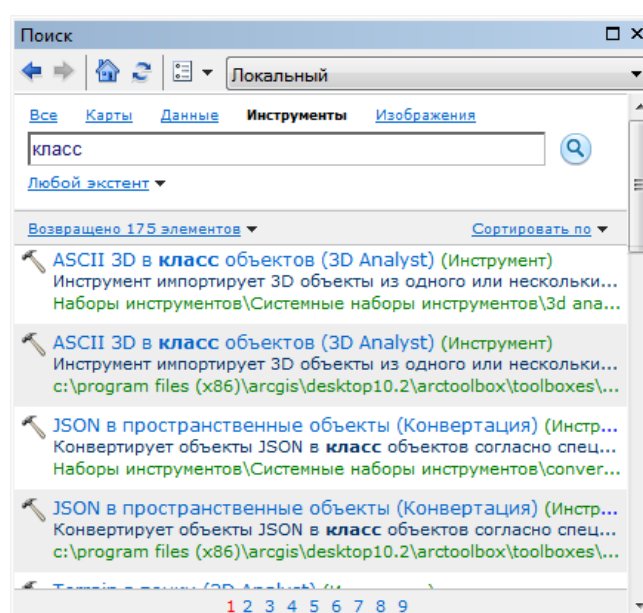 Поиск
Локальный
Все Карты Данные Инструменты Изображения
класс
Любой экстент
Возвращено 175 элементов Сортировать по
ASCII 3D в класс объектов (3D Analyst) (Инструмент)
Инструмент импортирует 3D объекты из одного или нескольки...
Наборы инструментов\Системные наборы инструментов\3d ana...
ASCII 3D в класс объектов (3D Analyst) (Инструмент)
Инструмент импортирует 3D объекты из одного или нескольки...
c:\program files (x86)\arcgis\desktop10.2\arctoolbox\toolboxes\...
JSON в пространственные объекты (Конвертация) (Инстр...
Конвертирует объекты JSON в класс объектов согласно спец...
Наборы инструментов\Системные наборы инструментов\conver...
JSON в пространственные объекты (Конвертация) (Инстр...
Конвертирует объекты JSON в класс объектов согласно спец...
c:\program files (x86)\arcgis\desktop10.2\arctoolbox\toolboxes\...
1 2 3 4 5 6 7 8 9